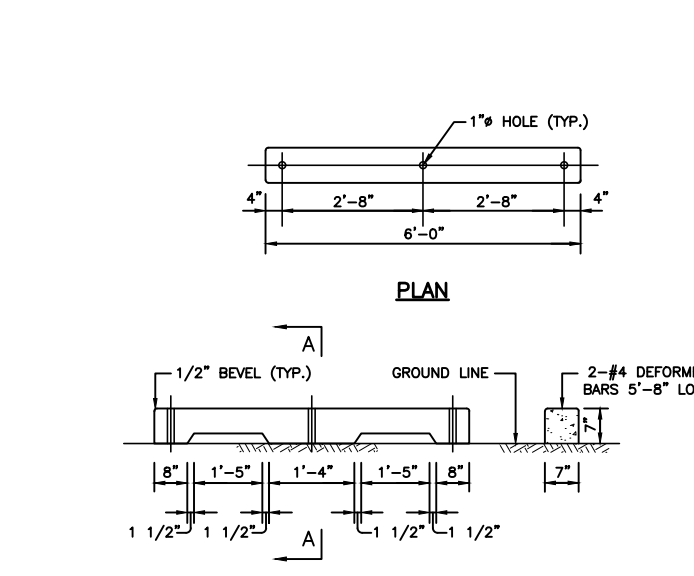 1"ø HOLE (TYP.)
4" 2'-8" 2'-8" 4"
6'-0"
PLAN
A
1/2" BEVEL (TYP.) GROUND LINE 2-#4 DEFORME
BARS 5'-8" LO
7"
8" 1'-5" 1'-4" 1'-5" 8" 7"
1 1/2" 1 1/2" 1 1/2" 1 1/2"
A